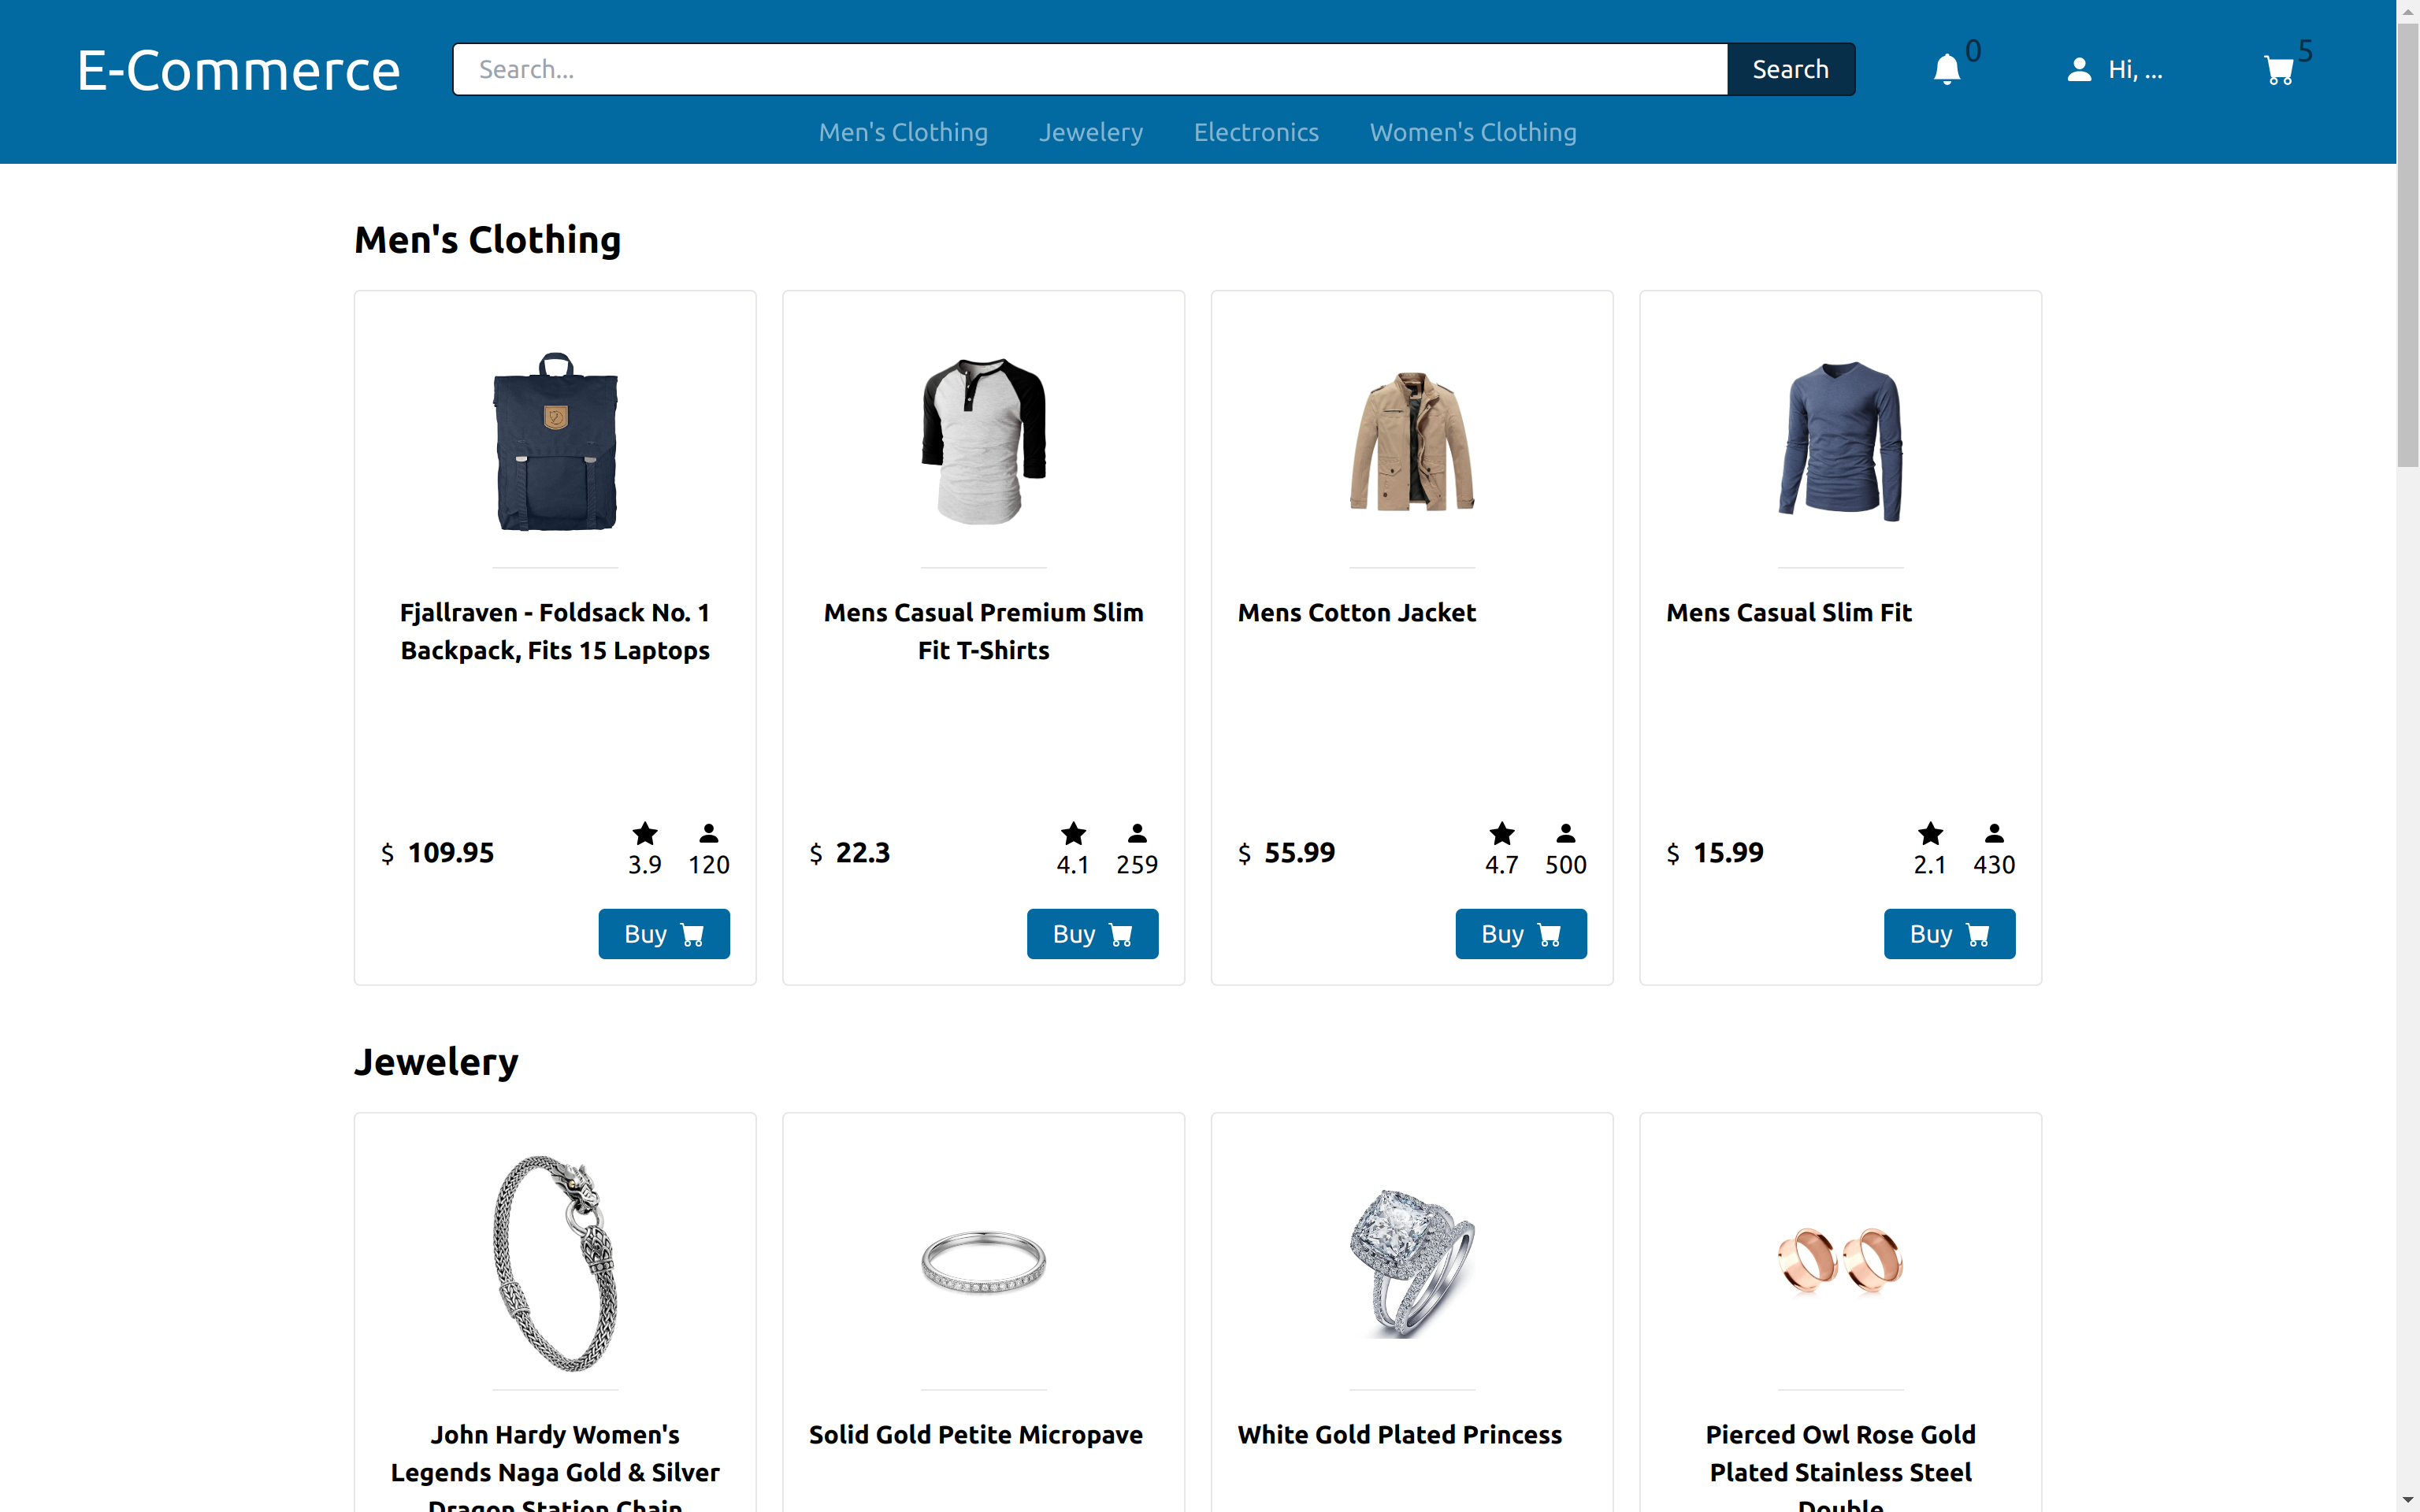 E-Commerce
Search...
Search
0
Hi, ...
5
Men's Clothing
Jewelery
Electronics
Women's Clothing
Men's Clothing
Fjallraven - Foldsack No. 1
Backpack, Fits 15 Laptops
$ 109.95
3.9
120
Buy
Mens Casual Premium Slim
Fit T-Shirts
$ 22.3
4.1
259
Buy
Mens Cotton Jacket
$ 55.99
4.7
500
Buy
Mens Casual Slim Fit
$ 15.99
2.1
430
Buy
Jewelery
John Hardy Women's
Legends Naga Gold & Silver
Dragon Station Chain
Solid Gold Petite Micropave
White Gold Plated Princess
Pierced Owl Rose Gold
Plated Stainless Steel
Double